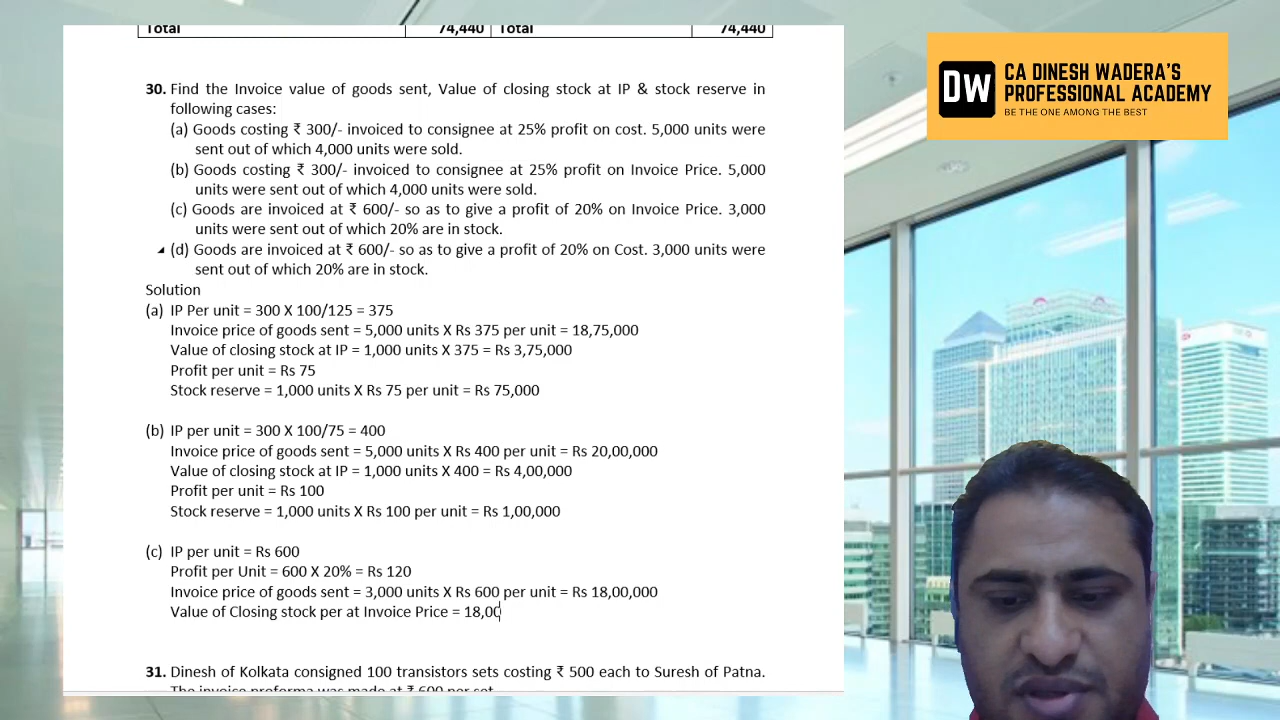 Total 74,440 Total 74,440
30. Find the Invoice value of goods sent, Value of closing stock at IP & stock reserve in
following cases:
(a) Goods costing ₹ 300/- invoiced to consignee at 25% profit on cost. 5,000 units were
sent out of which 4,000 units were sold.
(b) Goods costing ₹ 300/- invoiced to consignee at 25% profit on Invoice Price. 5,000
units were sent out of which 4,000 units were sold.
(c) Goods are invoiced at ₹ 600/- so as to give a profit of 20% on Invoice Price. 3,000
units were sent out of which 20% are in stock.
(d) Goods are invoiced at ₹ 600/- so as to give a profit of 20% on Cost. 3,000 units were
sent out of which 20% are in stock.
Solution
(a) IP Per unit = 300 X 100/125 = 375
Invoice price of goods sent = 5,000 units X Rs 375 per unit = 18,75,000
Value of closing stock at IP = 1,000 units X 375 = Rs 3,75,000
Profit per unit = Rs 75
Stock reserve = 1,000 units X Rs 75 per unit = Rs 75,000
(b) IP per unit = 300 X 100/75 = 400
Invoice price of goods sent = 5,000 units X Rs 400 per unit = Rs 20,00,000
Value of closing stock at IP = 1,000 units X 400 = Rs 4,00,000
Profit per unit = Rs 100
Stock reserve = 1,000 units X Rs 100 per unit = Rs 1,00,000
(c) IP per unit = Rs 600
Profit per Unit = 600 X 20% = Rs 120
Invoice price of goods sent = 3,000 units X Rs 600 per unit = Rs 18,00,000
Value of Closing stock per at Invoice Price = 18,00
31. Dinesh of Kolkata consigned 100 transistors sets costing ₹ 500 each to Suresh of Patna.
The invoice proforma was made at ₹ 600 per set.
DW
CA DINESH WADERA'S
PROFESSIONAL ACADEMY
BE THE ONE AMONG THE BEST